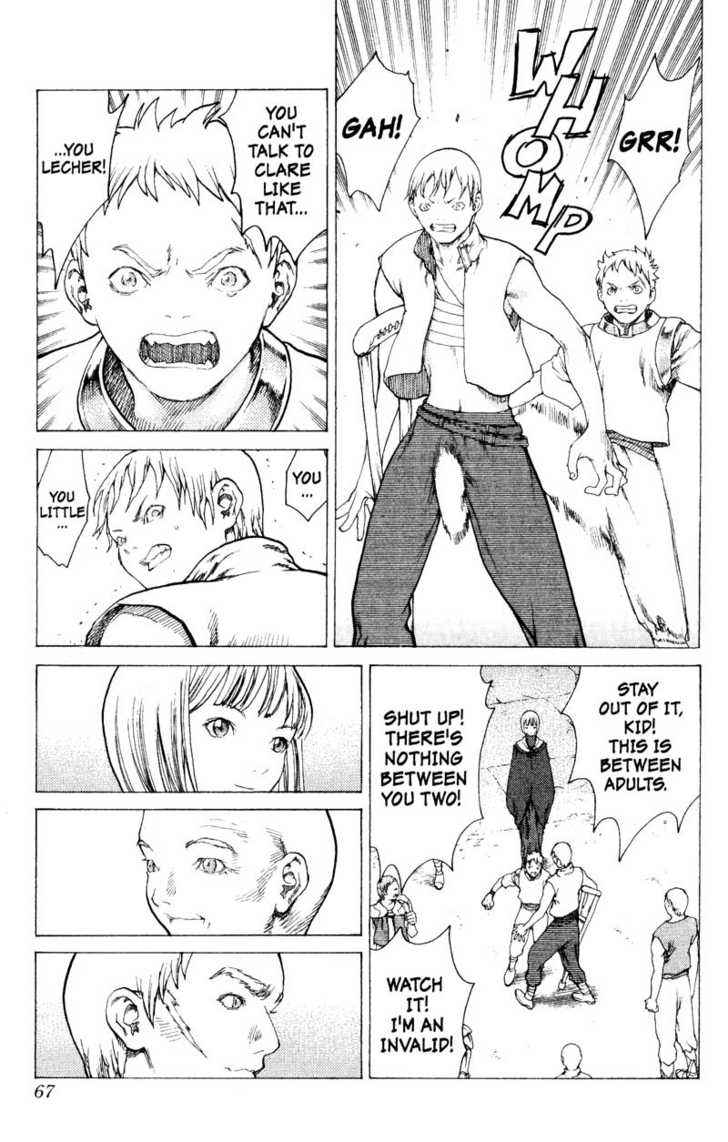 GRR!
WHOMP
GAH!
YOU
CAN'T
TALK TO
CLARE
LIKE
THAT...
...YOU
LECHER!
YOU
...
YOU
LITTLE
...
STAY
OUT OF IT,
KID!
THIS IS
BETWEEN
ADULTS.
SHUT UP!
THERE'S
NOTHING
BETWEEN
YOU TWO!
WATCH
IT!
I'M AN
INVALID!
67